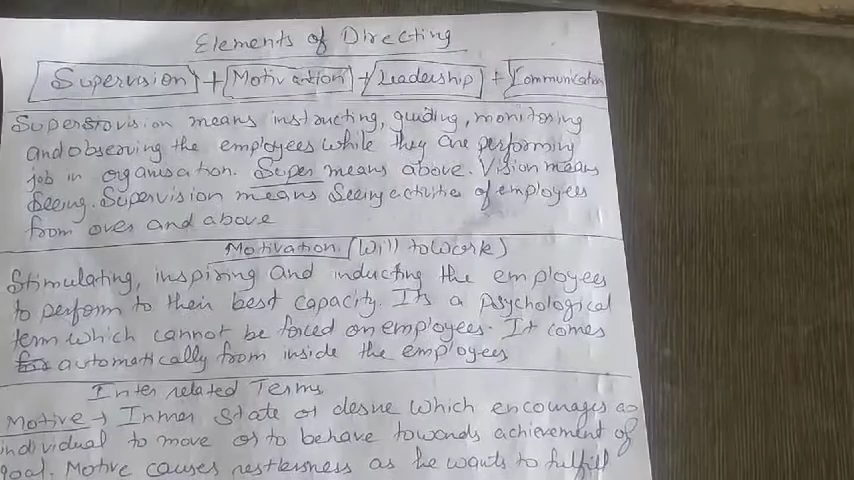 Elements of Directing
Supervision + Motivation + Leadership + Communication
Superstovision means instructing, guiding, monitoring
and observing the employees while they are performing
job in organisation. Super means above. Vision means
Seeing. Supervision means Seeing activities of employees
from over and above
Motivation (Will to work)
Stimulating, inspiring and inducting the employees
to perform to their best capacity. Its a Psychological
term which cannot be forced on employees. It comes
automatically from inside the employees
Inter related Terms
Motive → Inner State of desire which encourages an
individual to move or to behave towards achievement of
goal. Motive causes restlessness as he wants to fulfill